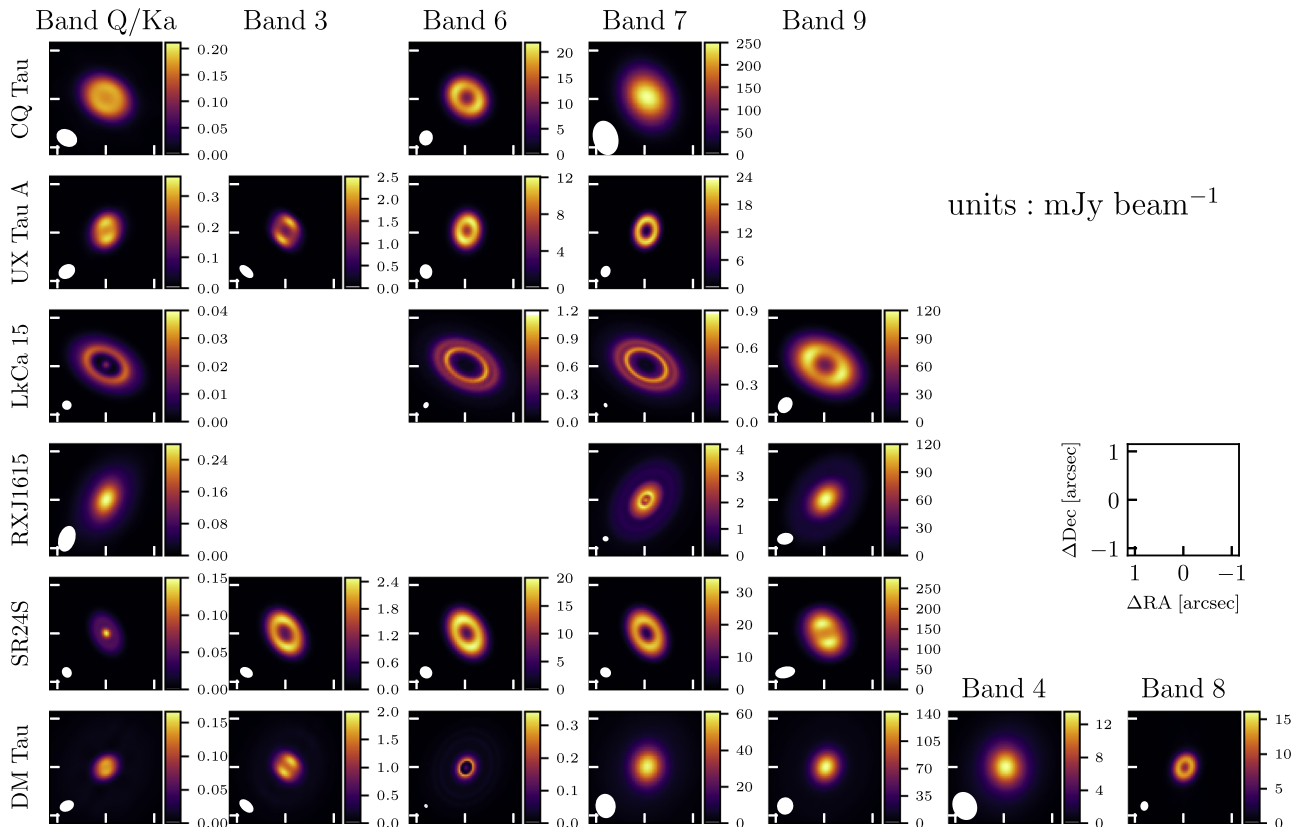 Band Q/Ka Band 3 Band 6 Band 7 Band 9
CQ Tau
0.20 0.15 0.10 0.05 0.00
20 15 10 5 0
250 200 150 100 50 0
UX Tau A
0.3 0.2 0.1 0.0
2.5 2.0 1.5 1.0 0.5 0.0
12 8 4 0
24 18 12 6 0
units : mJy beam⁻¹
LkCa 15
0.04 0.03 0.02 0.01 0.00
1.2 0.9 0.6 0.3 0.0
0.9 0.6 0.3 0.0
120 90 60 30 0
RXJ1615
0.24 0.16 0.08 0.00
4 3 2 1 0
120 90 60 30 0
ΔDec [arcsec]
1 0 −1
1 0 −1
ΔRA [arcsec]
SR24S
0.15 0.10 0.05 0.00
2.4 1.8 1.2 0.6 0.0
20 15 10 5 0
30 20 10 0
250 200 150 100 50 0
Band 4 Band 8
DM Tau
0.15 0.10 0.05 0.00
2.0 1.5 1.0 0.5 0.0
0.3 0.2 0.1 0.0
60 40 20 0
140 105 70 35 0
12 8 4 0
15 10 5 0